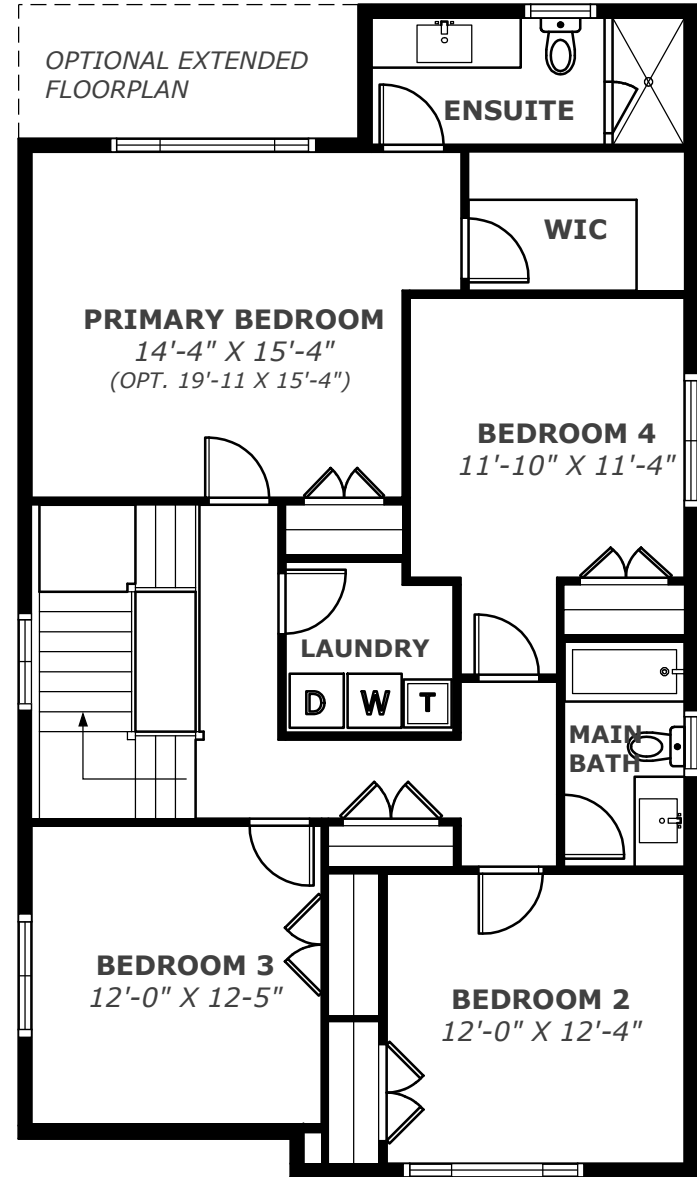 OPTIONAL EXTENDED
FLOORPLAN
ENSUITE
WIC
PRIMARY BEDROOM
14'-4" X 15'-4"
(OPT. 19'-11 X 15'-4")
BEDROOM 4
11'-10" X 11'-4"
LAUNDRY
D
W
T
MAIN
BATH
BEDROOM 3
12'-0" X 12-5"
BEDROOM 2
12'-0" X 12'-4"